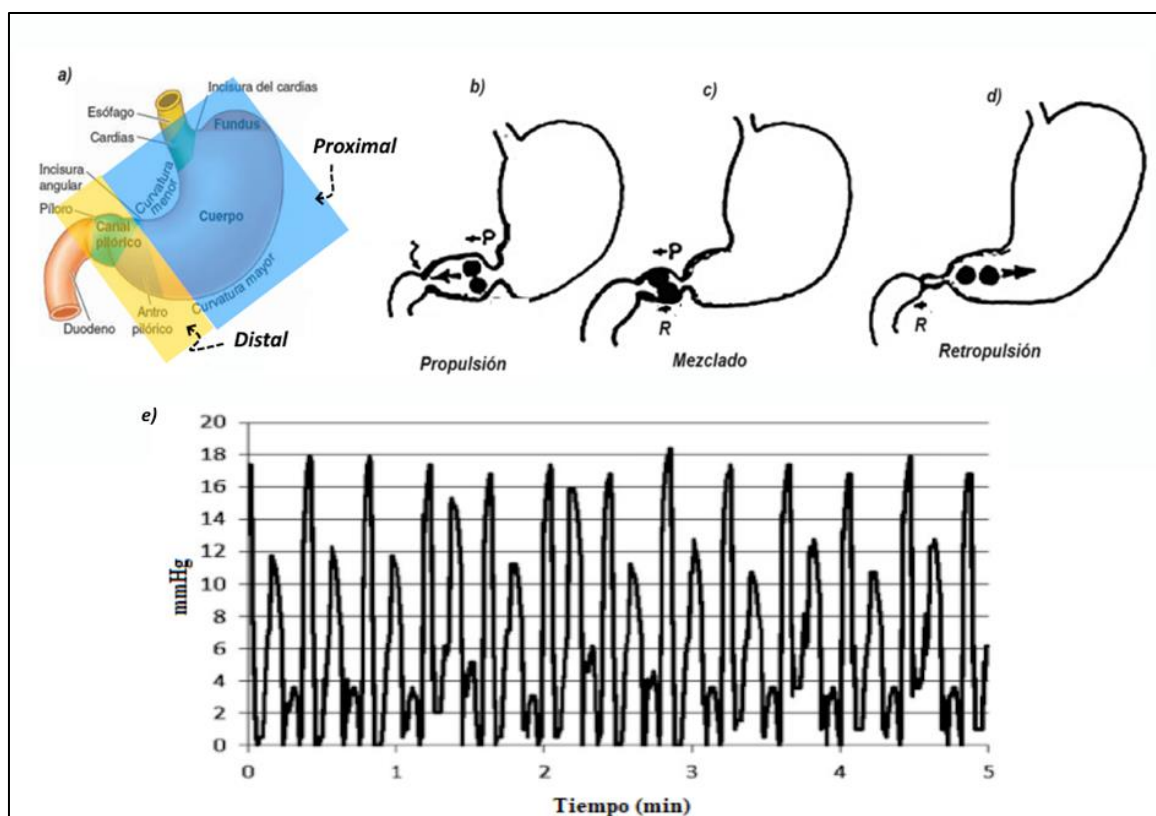 a)
Incisura del cardias
Esófago
Fundus
Cardias
Proximal
Incisura
angular
Curvatura
menor
Píloro
Cuerpo
Canal
pilórico
Curvatura mayor
Duodeno
Antro
pilórico
Distal
b)
P
Propulsión
c)
P
R
Mezclado
d)
R
Retropulsión
e)
20
18
16
14
12
10
8
6
4
2
0
mmHg
0 1 2 3 4 5
Tiempo (min)